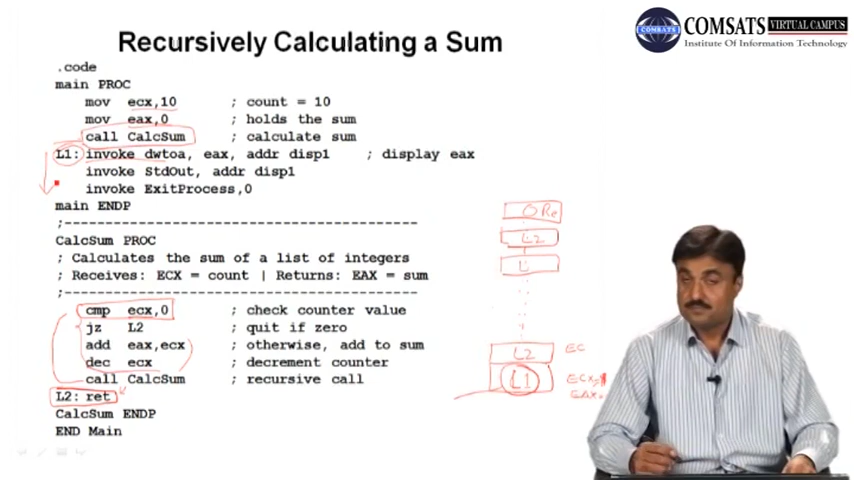 COMSATS VIRTUAL CAMPUS
COMSATS
Institute Of Information Technology
Recursively Calculating a Sum
.code
main PROC
mov ecx,10 ; count = 10
mov eax,0 ; holds the sum
call CalcSum ; calculate sum
L1: invoke dwtoa, eax, addr disp1 ; display eax
invoke StdOut, addr disp1
invoke ExitProcess,0
main ENDP
;-----------------------------------------
CalcSum PROC
; Calculates the sum of a list of integers
; Receives: ECX = count | Returns: EAX = sum
;-----------------------------------------
cmp ecx,0 ; check counter value
jz L2 ; quit if zero
add eax,ecx ; otherwise, add to sum
dec ecx ; decrement counter
call CalcSum ; recursive call
L2: ret
CalcSum ENDP
END Main
L2
L2 EC
L1